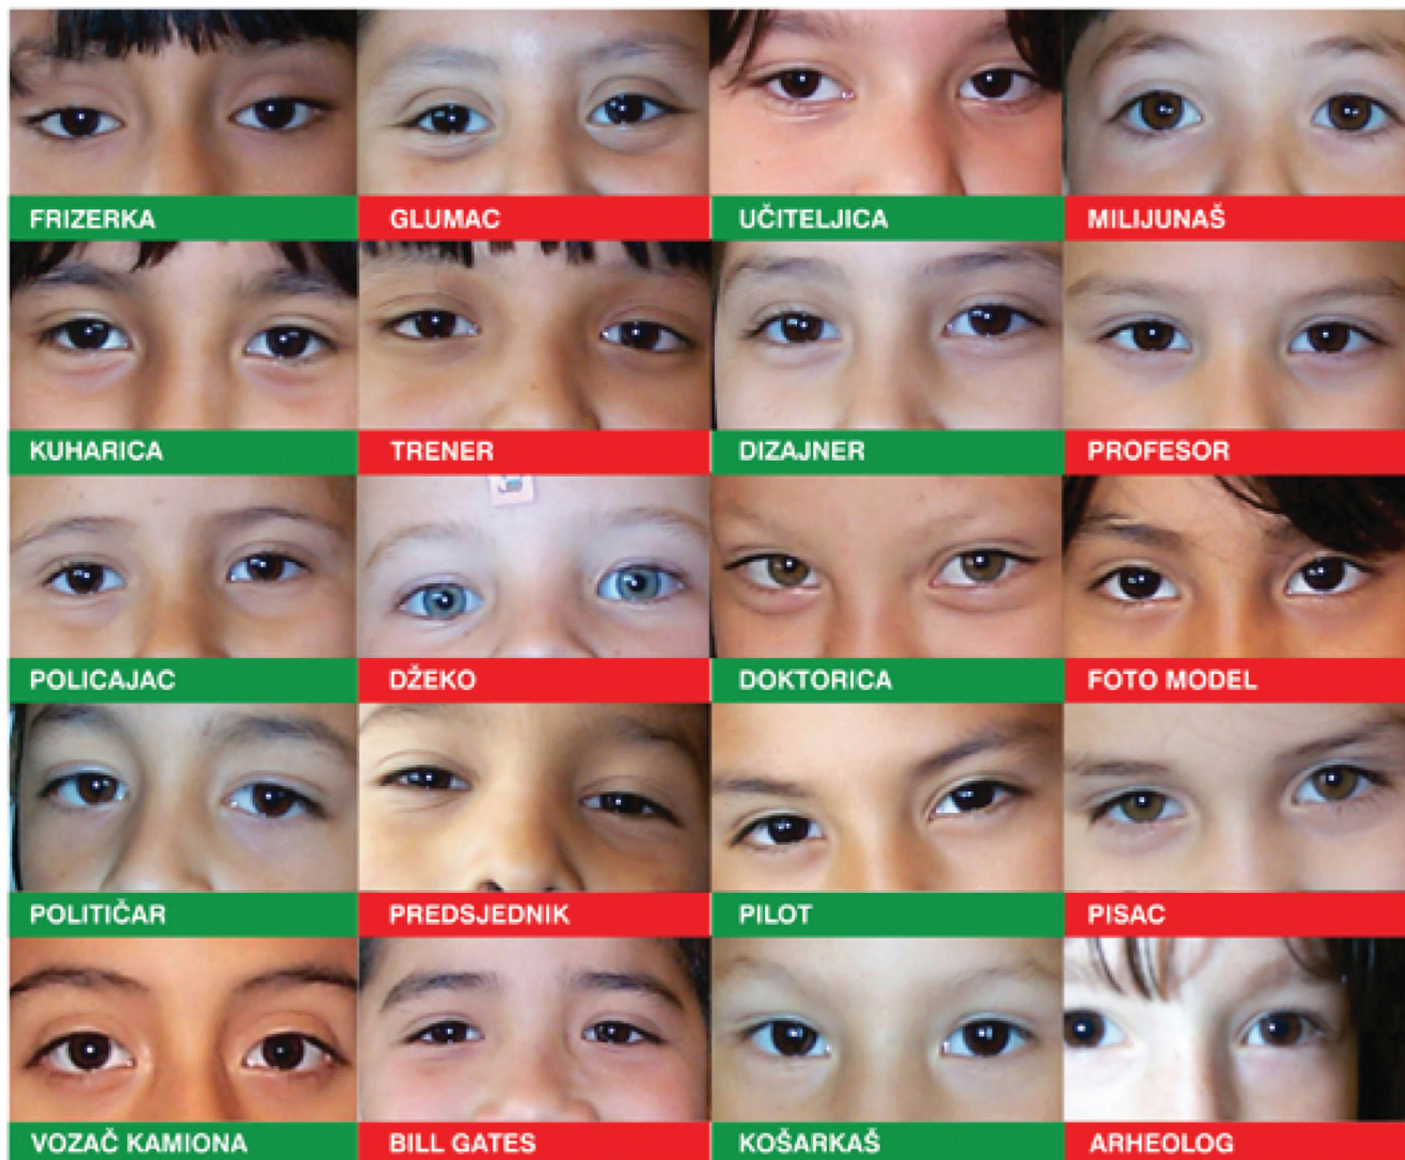 FRIZERKA
GLUMAC
UČITELJICA
MILIJUNAŠ
KUHARICA
TRENER
DIZAJNER
PROFESOR
POLICAJAC
DŽEKO
DOKTORICA
FOTO MODEL
POLITIČAR
PREDSJEDNIK
PILOT
PISAC
VOZAČ KAMIONA
BILL GATES
KOŠARKAŠ
ARHEOLOG